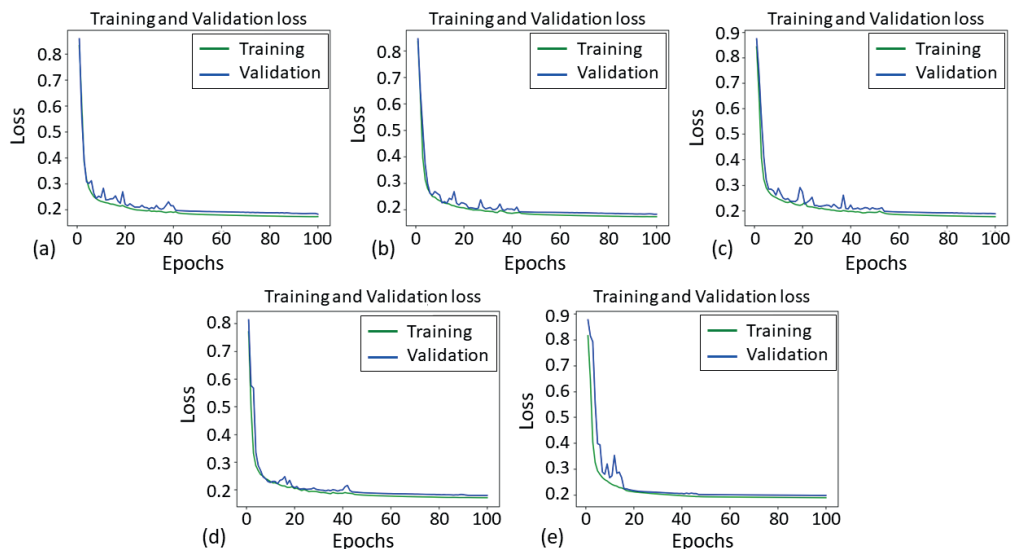 Training and Validation loss
Loss
0.8
0.7
0.6
0.5
0.4
0.3
0.2
Training
Validation
0
20
40
60
80
100
(a)
Epochs
Training and Validation loss
Loss
0.8
0.7
0.6
0.5
0.4
0.3
0.2
Training
Validation
0
20
40
60
80
100
(b)
Epochs
Training and Validation loss
Loss
0.9
0.8
0.7
0.6
0.5
0.4
0.3
0.2
Training
Validation
0
20
40
60
80
100
(c)
Epochs
Training and Validation loss
Loss
0.8
0.7
0.6
0.5
0.4
0.3
0.2
Training
Validation
0
20
40
60
80
100
(d)
Epochs
Training and Validation loss
Loss
0.9
0.8
0.7
0.6
0.5
0.4
0.3
0.2
Training
Validation
0
20
40
60
80
100
(e)
Epochs